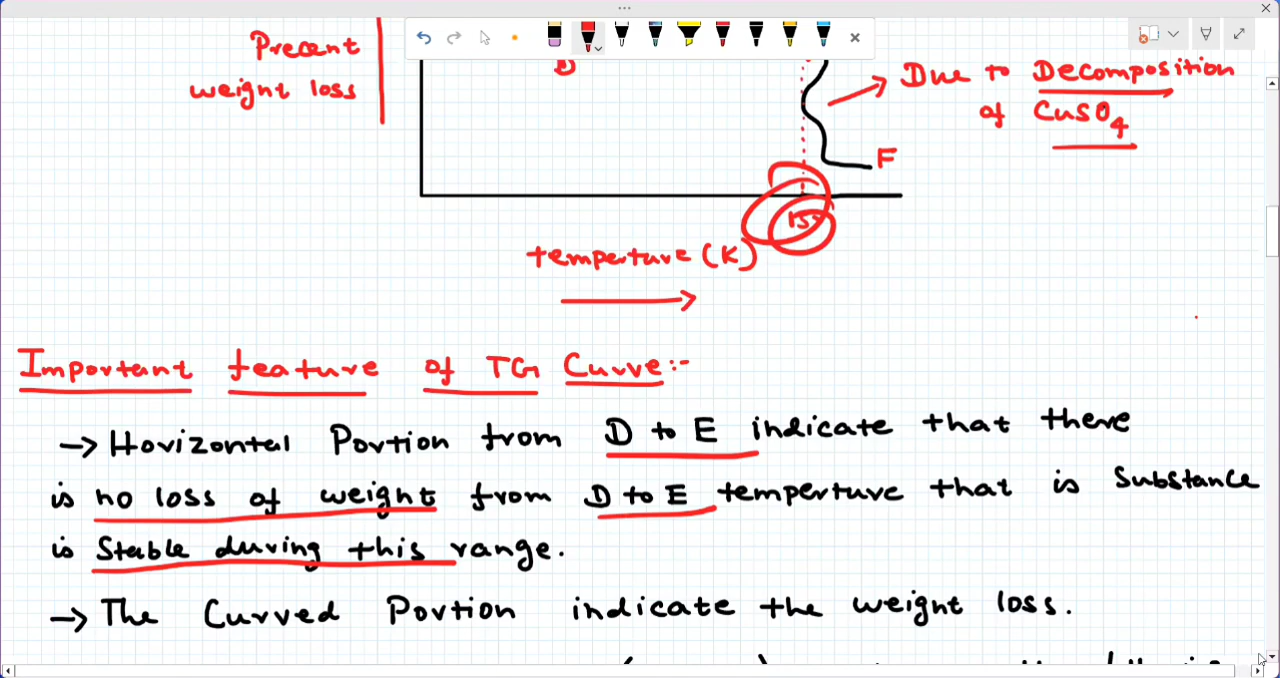 Precent
weight loss
D
Due to Decomposition
of CuSO4
F
temperture (K)
Important feature of TG Curve:-
→ Horizontal Portion from D to E indicate that there
is no loss of weight from D to E temperture that is Substance
is Stable during this range.
→ The Curved Portion indicate the weight loss.